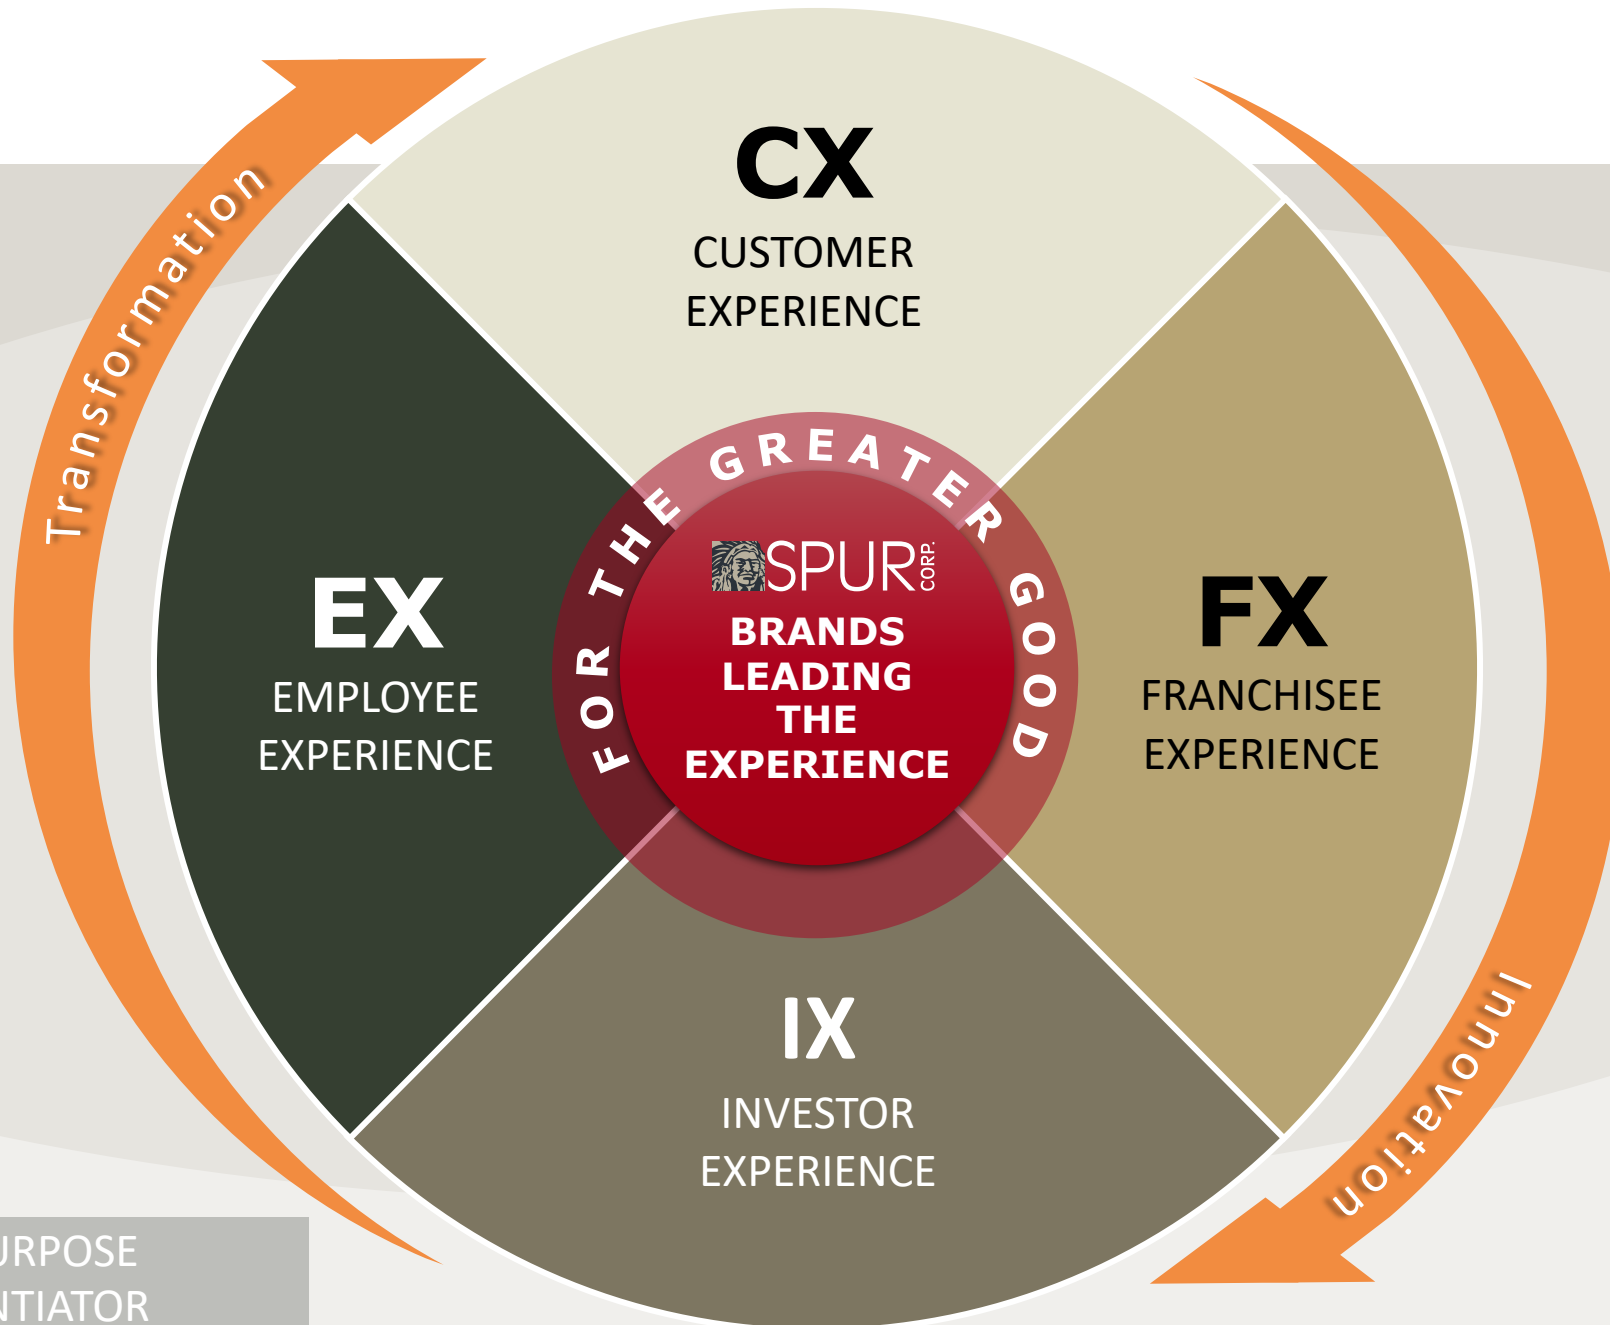 CX
CUSTOMER
EXPERIENCE
Transformation
FOR THE GREATER GOOD
SPUR CORP.
BRANDS
LEADING
THE
EXPERIENCE
EX
EMPLOYEE
EXPERIENCE
FX
FRANCHISEE
EXPERIENCE
IX
INVESTOR
EXPERIENCE
Innovation
URPOSE
NTIATOR